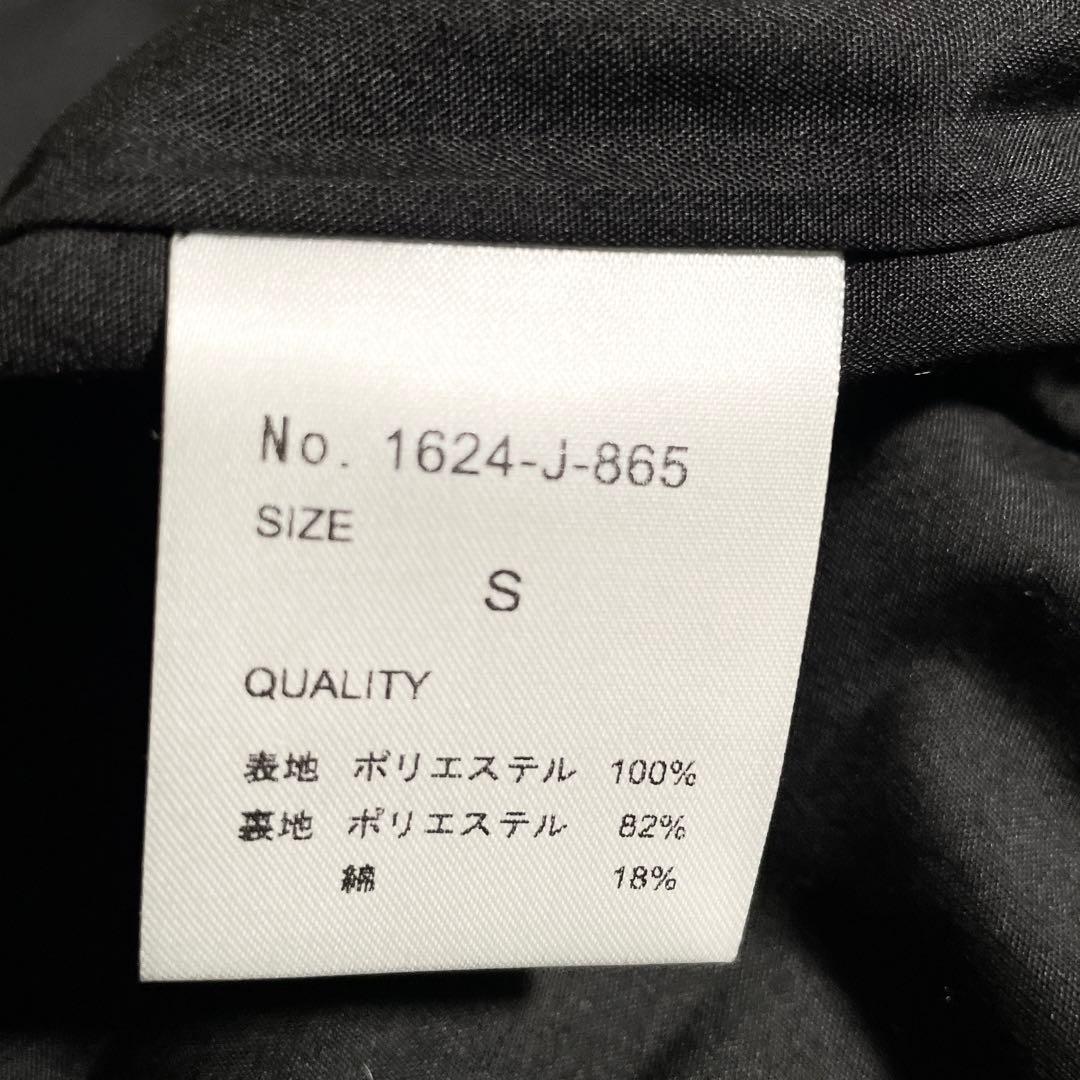 No. 1624-J-865
SIZE
S
QUALITY
表地 ポリエステル 100%
裏地 ポリエステル 82%
綿 18%